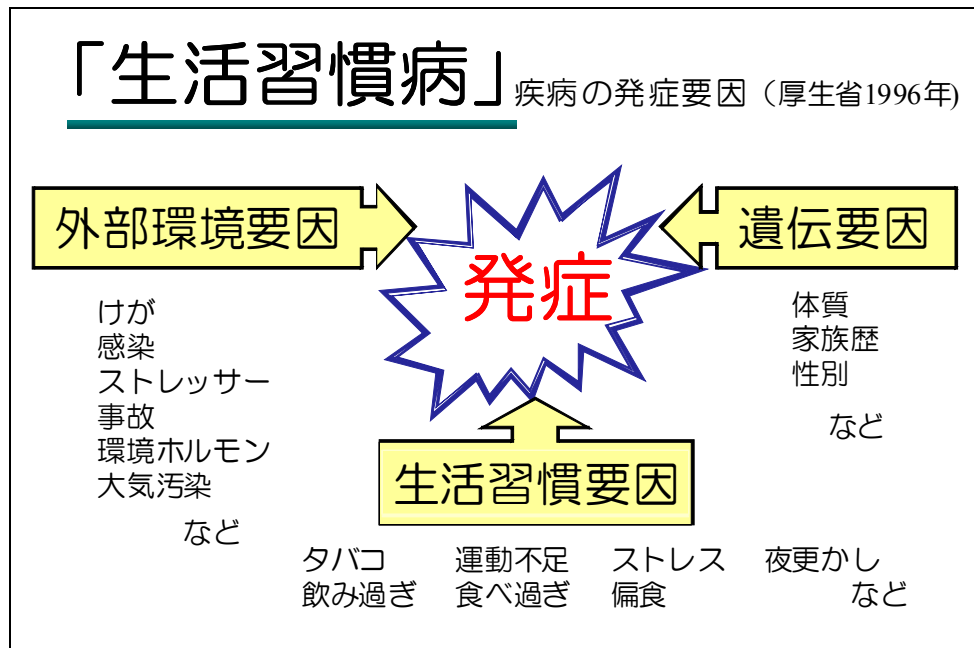 「生活習慣病」疾病の発症要因（厚生省1996年)
外部環境要因
発症
遺伝要因
けが
感染
ストレッサー
事故
環境ホルモン
大気汚染
など
体質
家族歴
性別
など
生活習慣要因
タバコ 運動不足 ストレス 夜更かし
飲み過ぎ 食べ過ぎ 偏食 など